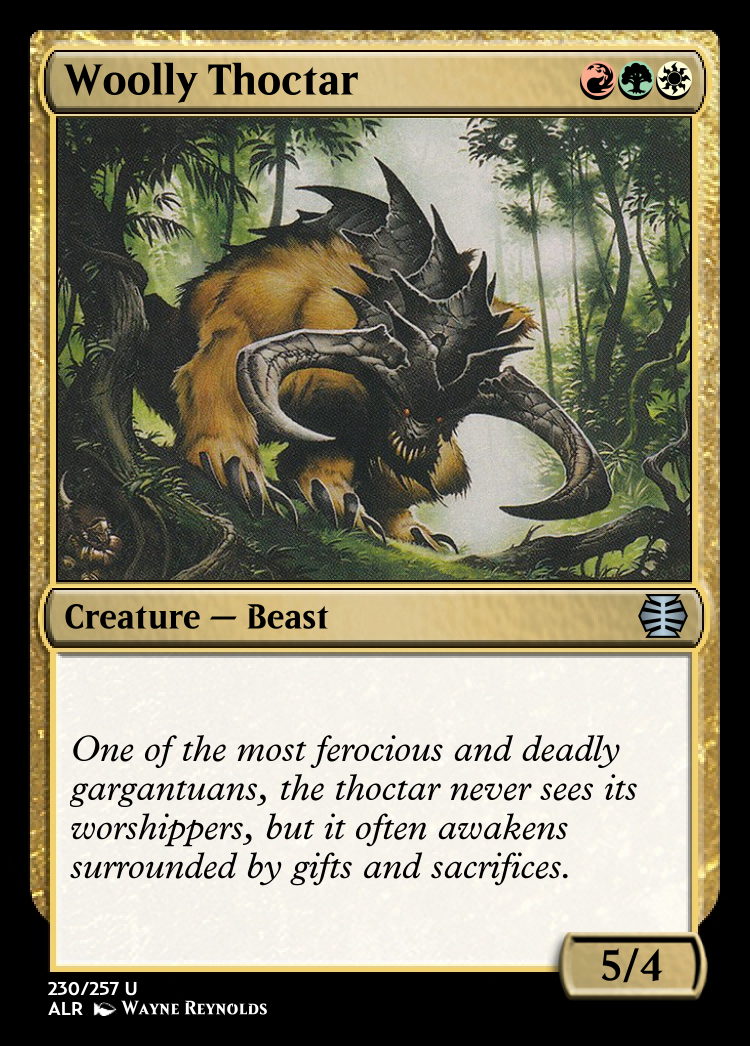 Woolly Thoctar
Creature — Beast
One of the most ferocious and deadly
gargantuans, the thoctar never sees its
worshippers, but it often awakens
surrounded by gifts and sacrifices.
5/4
230/257 U
ALR Wayne Reynolds